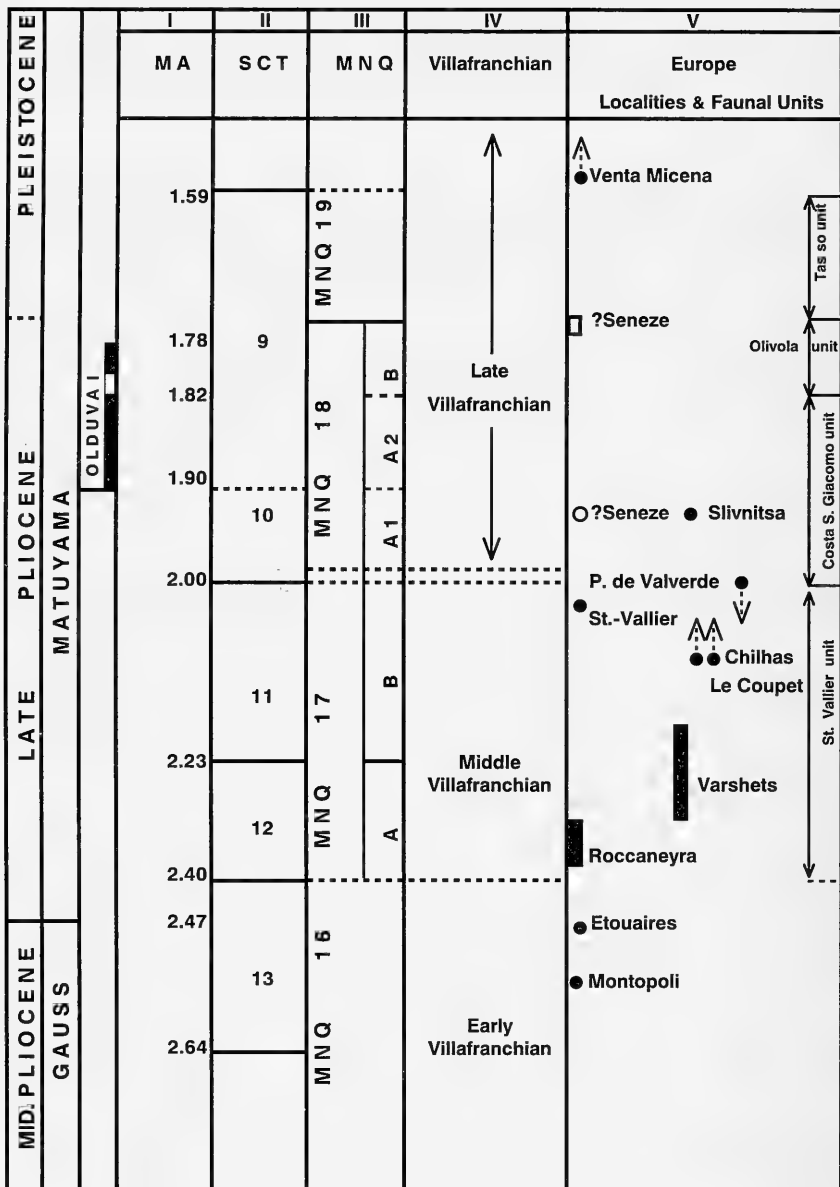 I II III IV V
MA SCT MNQ Villafranchian Europe
Localities & Faunal Units
PLEISTOCENE
LATE PLIOCENE
MID. PLIOCENE
MATUYAMA
GAUSS
OLDUVAI
1.59
1.78
1.82
1.90
2.00
2.23
2.40
2.47
2.64
9
10
11
12
13
MNQ 19
MNQ 18
B
A2
A1
MNQ 17
B
A
MNQ 16
Late
Villafranchian
Middle
Villafranchian
Early
Villafranchian
Venta Micena
?Seneze
?Seneze
Slivnitsa
P. de Valverde
St.-Vallier
Chilhas
Le Coupet
Varshets
Roccaneyra
Etouaires
Montopoli
Tas so unit
Olivola unit
Costa S. Giacomo unit
St. Vallier unit